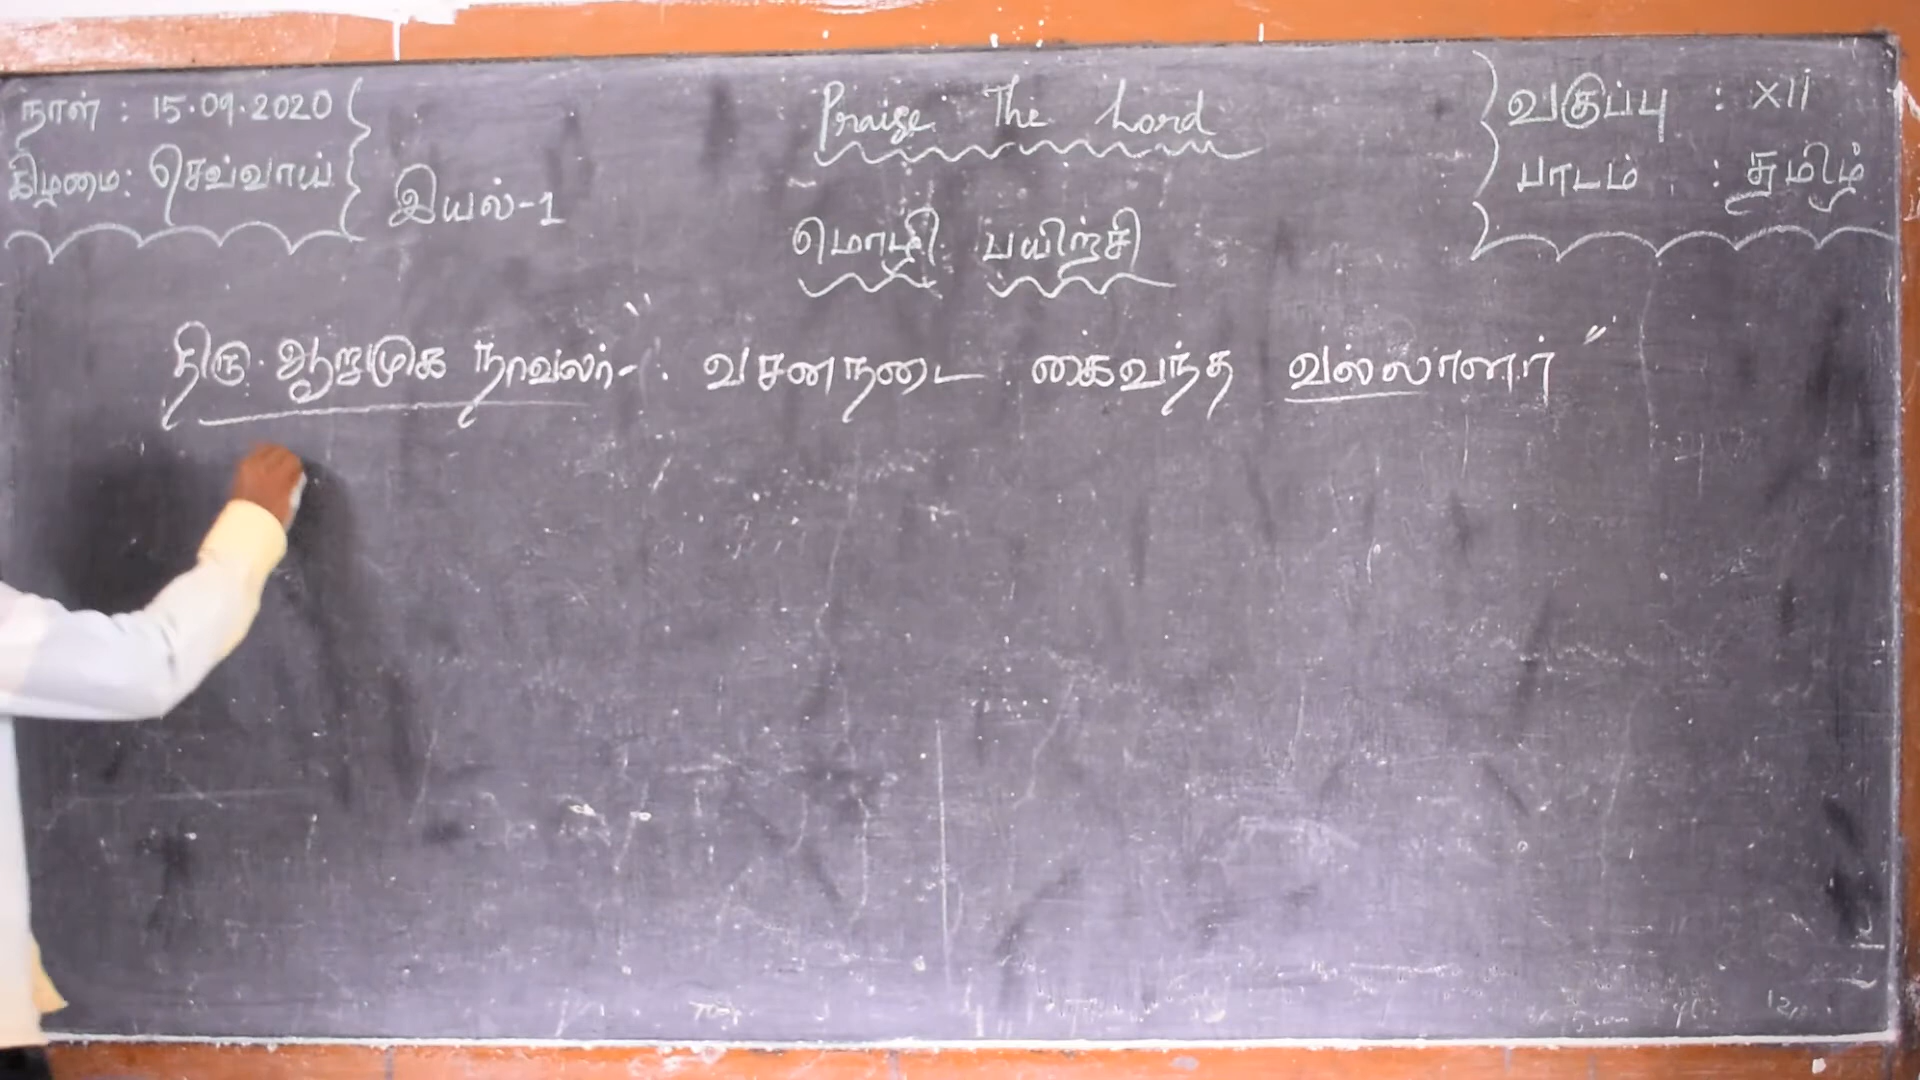 நாள் : 15.09.2020
கிழமை: செவ்வாய்
இயல்-1
Praise The Lord
மொழி பயிற்சி
வகுப்பு : XII
பாடம் : தமிழ்
திரு. ஆறுமுக நாவலர் - " வசனநடை கைவந்த வல்லாளர் "